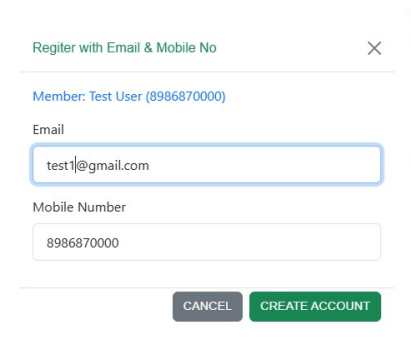 Regiter with Email & Mobile No
Member: Test User (8986870000)
Email
test1@gmail.com
Mobile Number
8986870000
CANCEL CREATE ACCOUNT